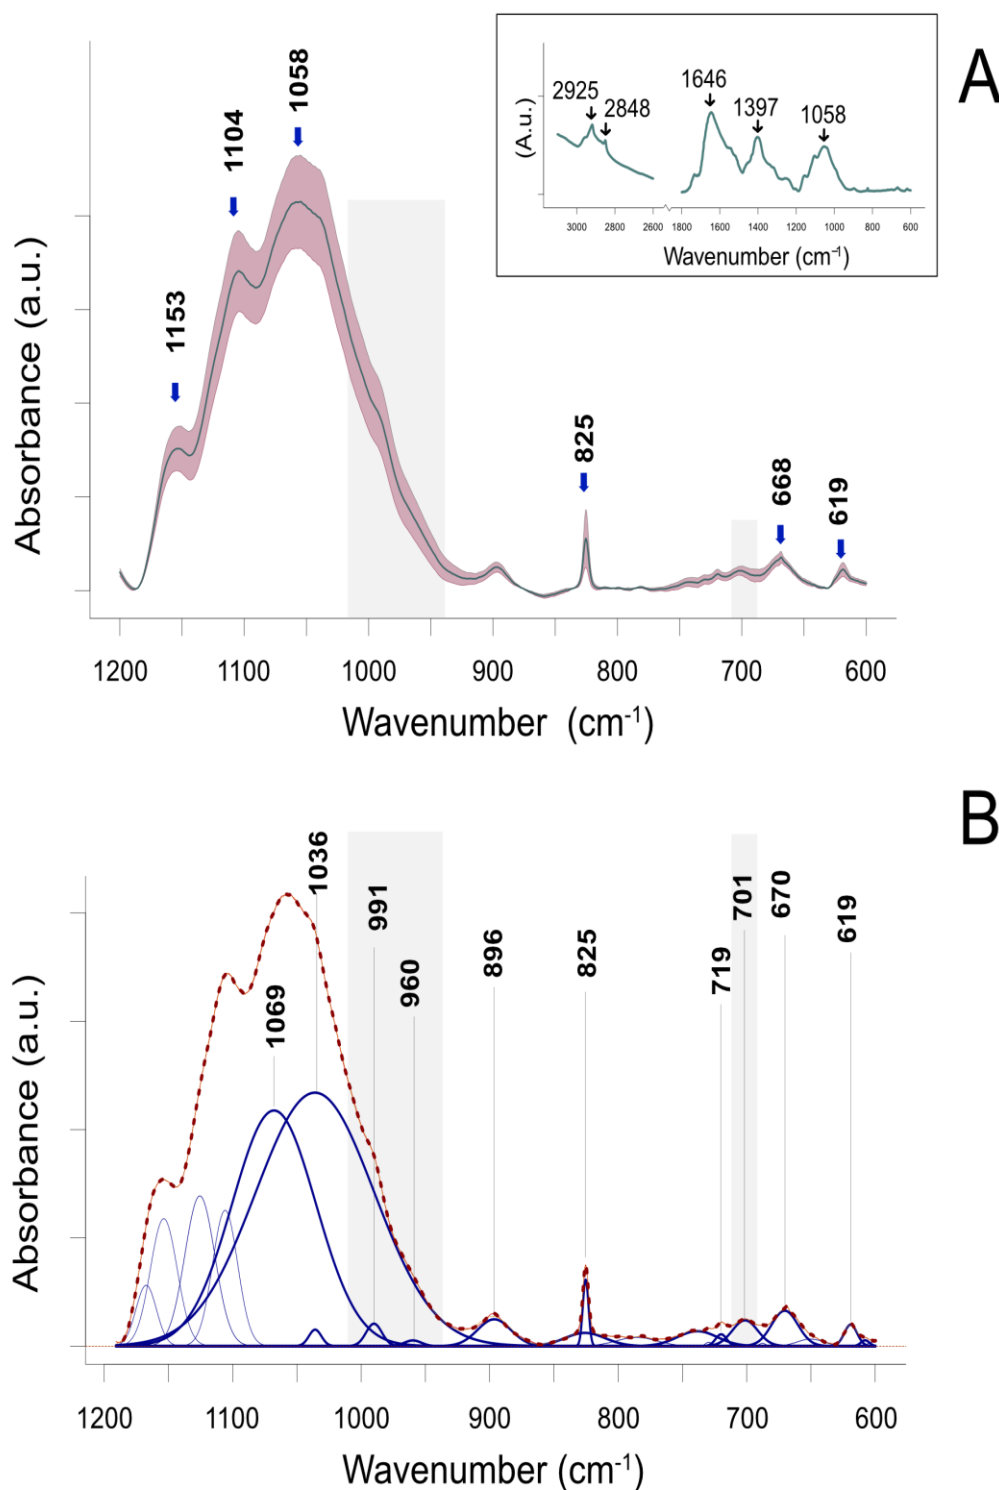 A
1153
1104
1058
825
668
619
Absorbance (a.u.)
1200 1100 1000 900 800 700 600
Wavenumber (cm⁻¹)
(A.u.)
2925
2848
1646
1397
1058
3000 2800 2600 1800 1600 1400 1200 1000 800 600
Wavenumber (cm⁻¹)
B
1069
1036
991
960
896
825
719
701
670
619
Absorbance (a.u.)
1200 1100 1000 900 800 700 600
Wavenumber (cm⁻¹)